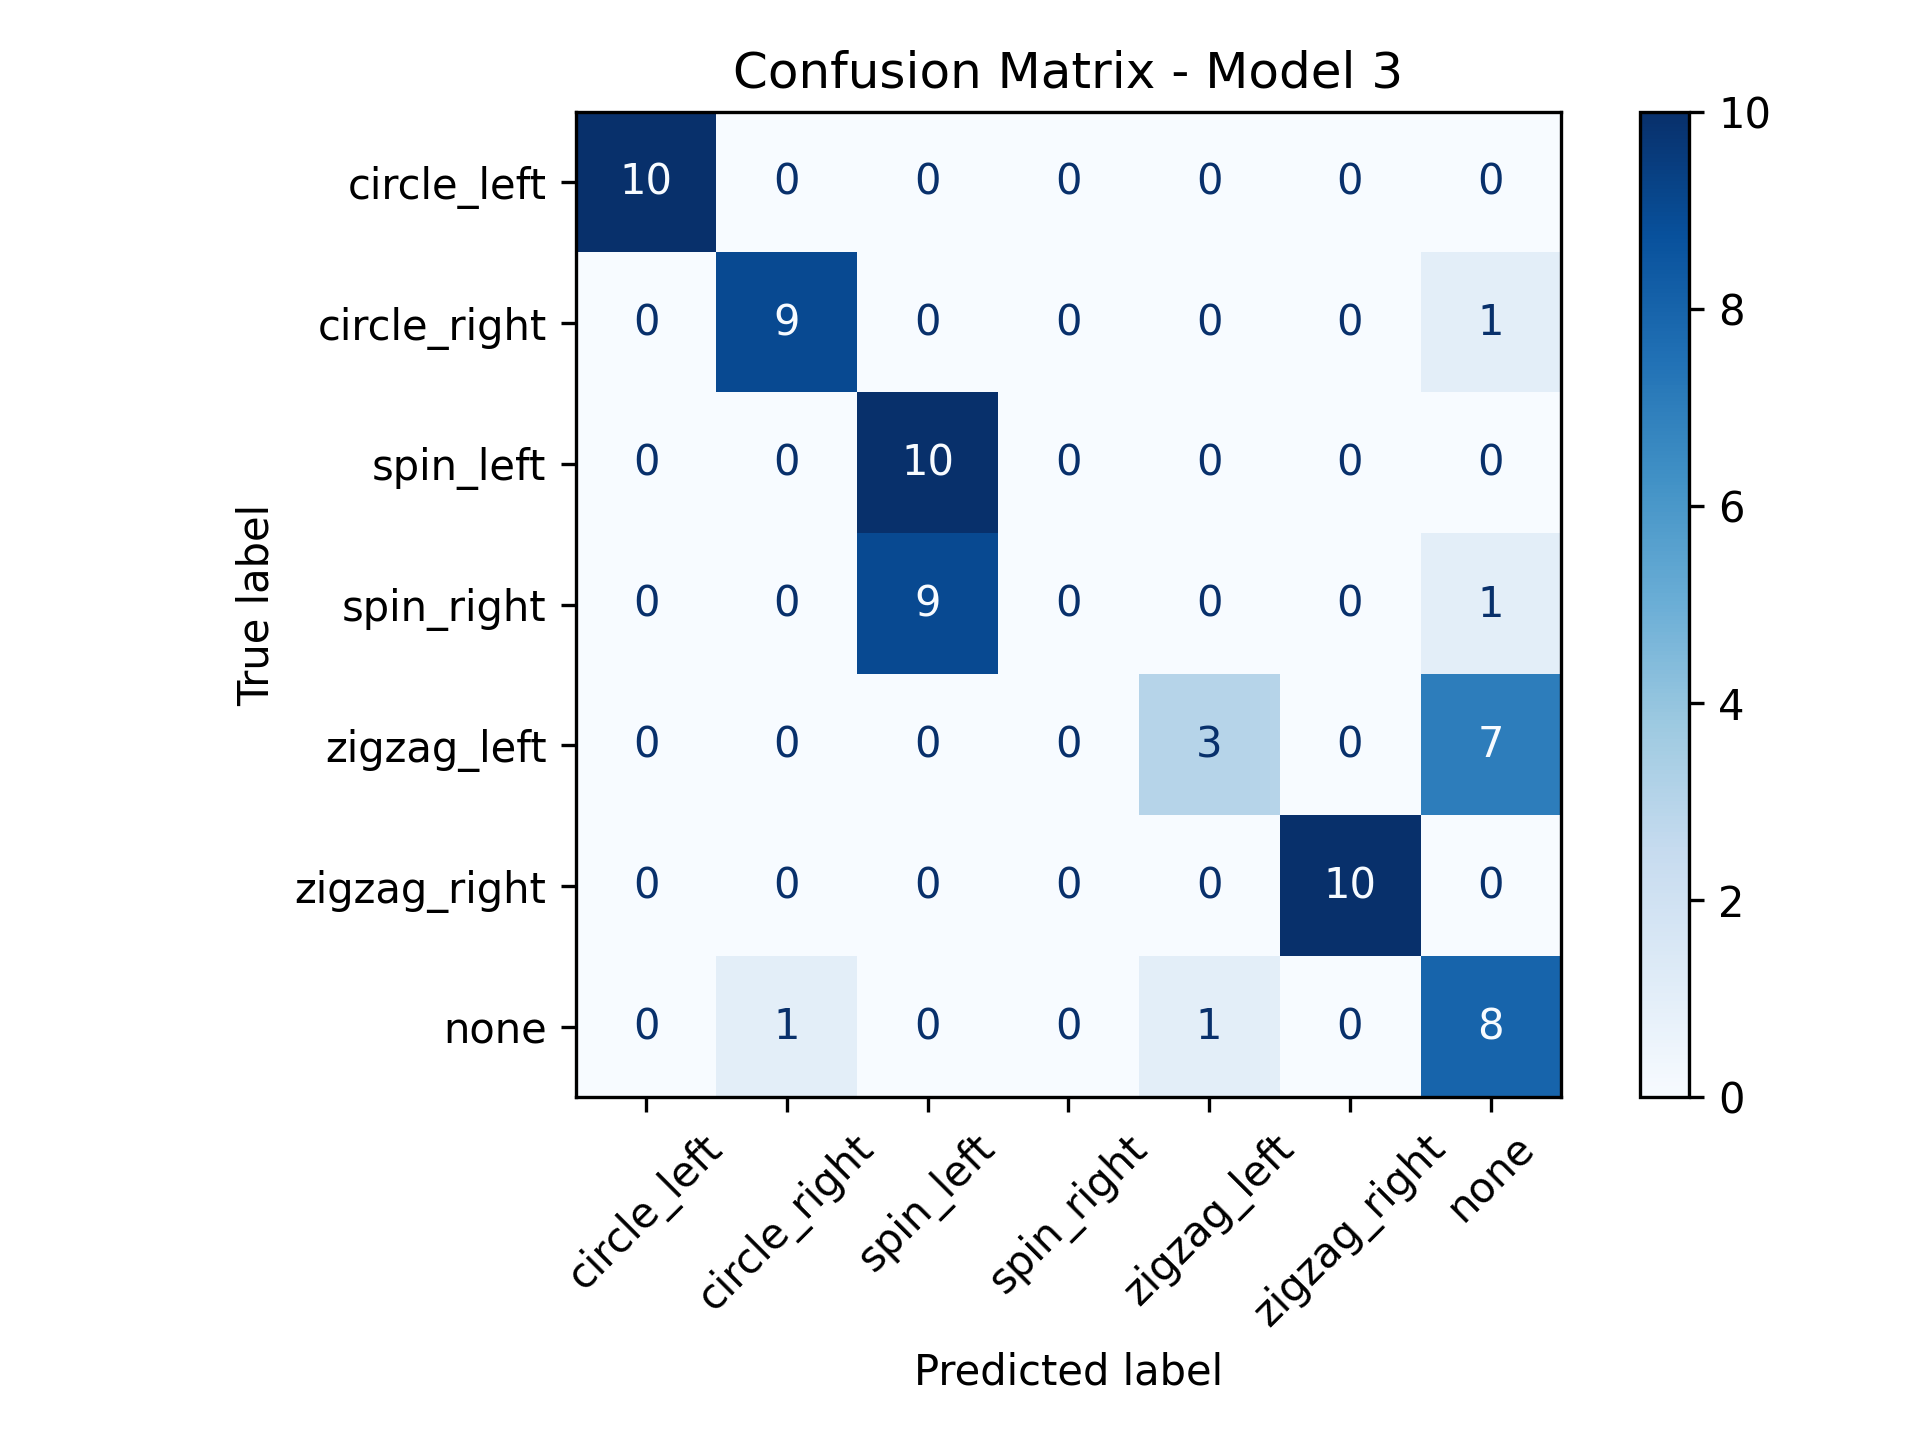 Confusion Matrix - Model 3
circle_left 10 0 0 0 0 0 0
circle_right 0 9 0 0 0 0 1
spin_left 0 0 10 0 0 0 0
spin_right 0 0 9 0 0 0 1
zigzag_left 0 0 0 0 3 0 7
zigzag_right 0 0 0 0 0 10 0
none 0 1 0 0 1 0 8
True label
circle_left circle_right spin_left spin_right zigzag_left zigzag_right none
Predicted label
10
8
6
4
2
0